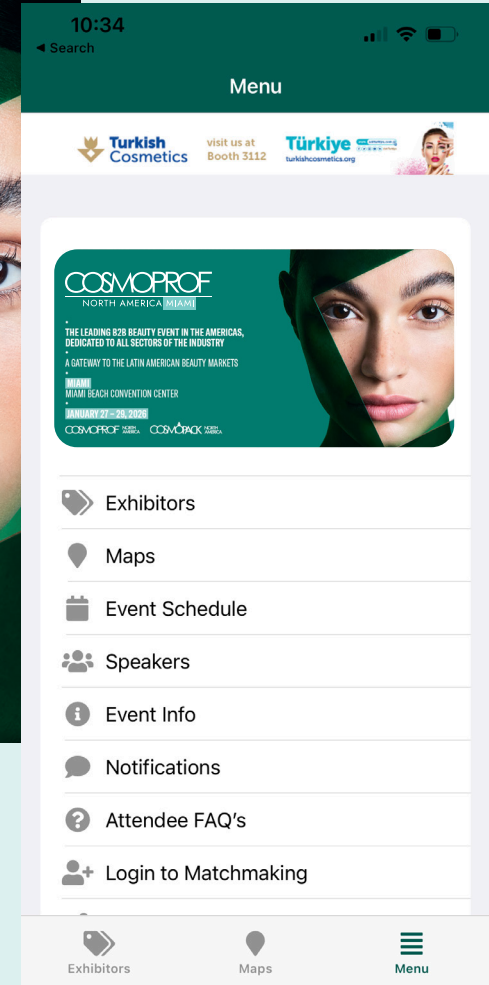 10:34
◀ Search
Menu
Turkish
Cosmetics
visit us at
Booth 3112
Türkiye
turkishcosmetics.org
COSMOPROF
NORTH AMERICA MIAMI
THE LEADING B2B BEAUTY EVENT IN THE AMERICAS,
DEDICATED TO ALL SECTORS OF THE INDUSTRY
A GATEWAY TO THE LATIN AMERICAN BEAUTY MARKETS
MIAMI
MIAMI BEACH CONVENTION CENTER
JANUARY 27 – 29, 2026
COSMOPROF NORTH AMERICA COSMOPACK NORTH AMERICA
Exhibitors
Maps
Event Schedule
Speakers
Event Info
Notifications
Attendee FAQ's
Login to Matchmaking
Exhibitors
Maps
Menu